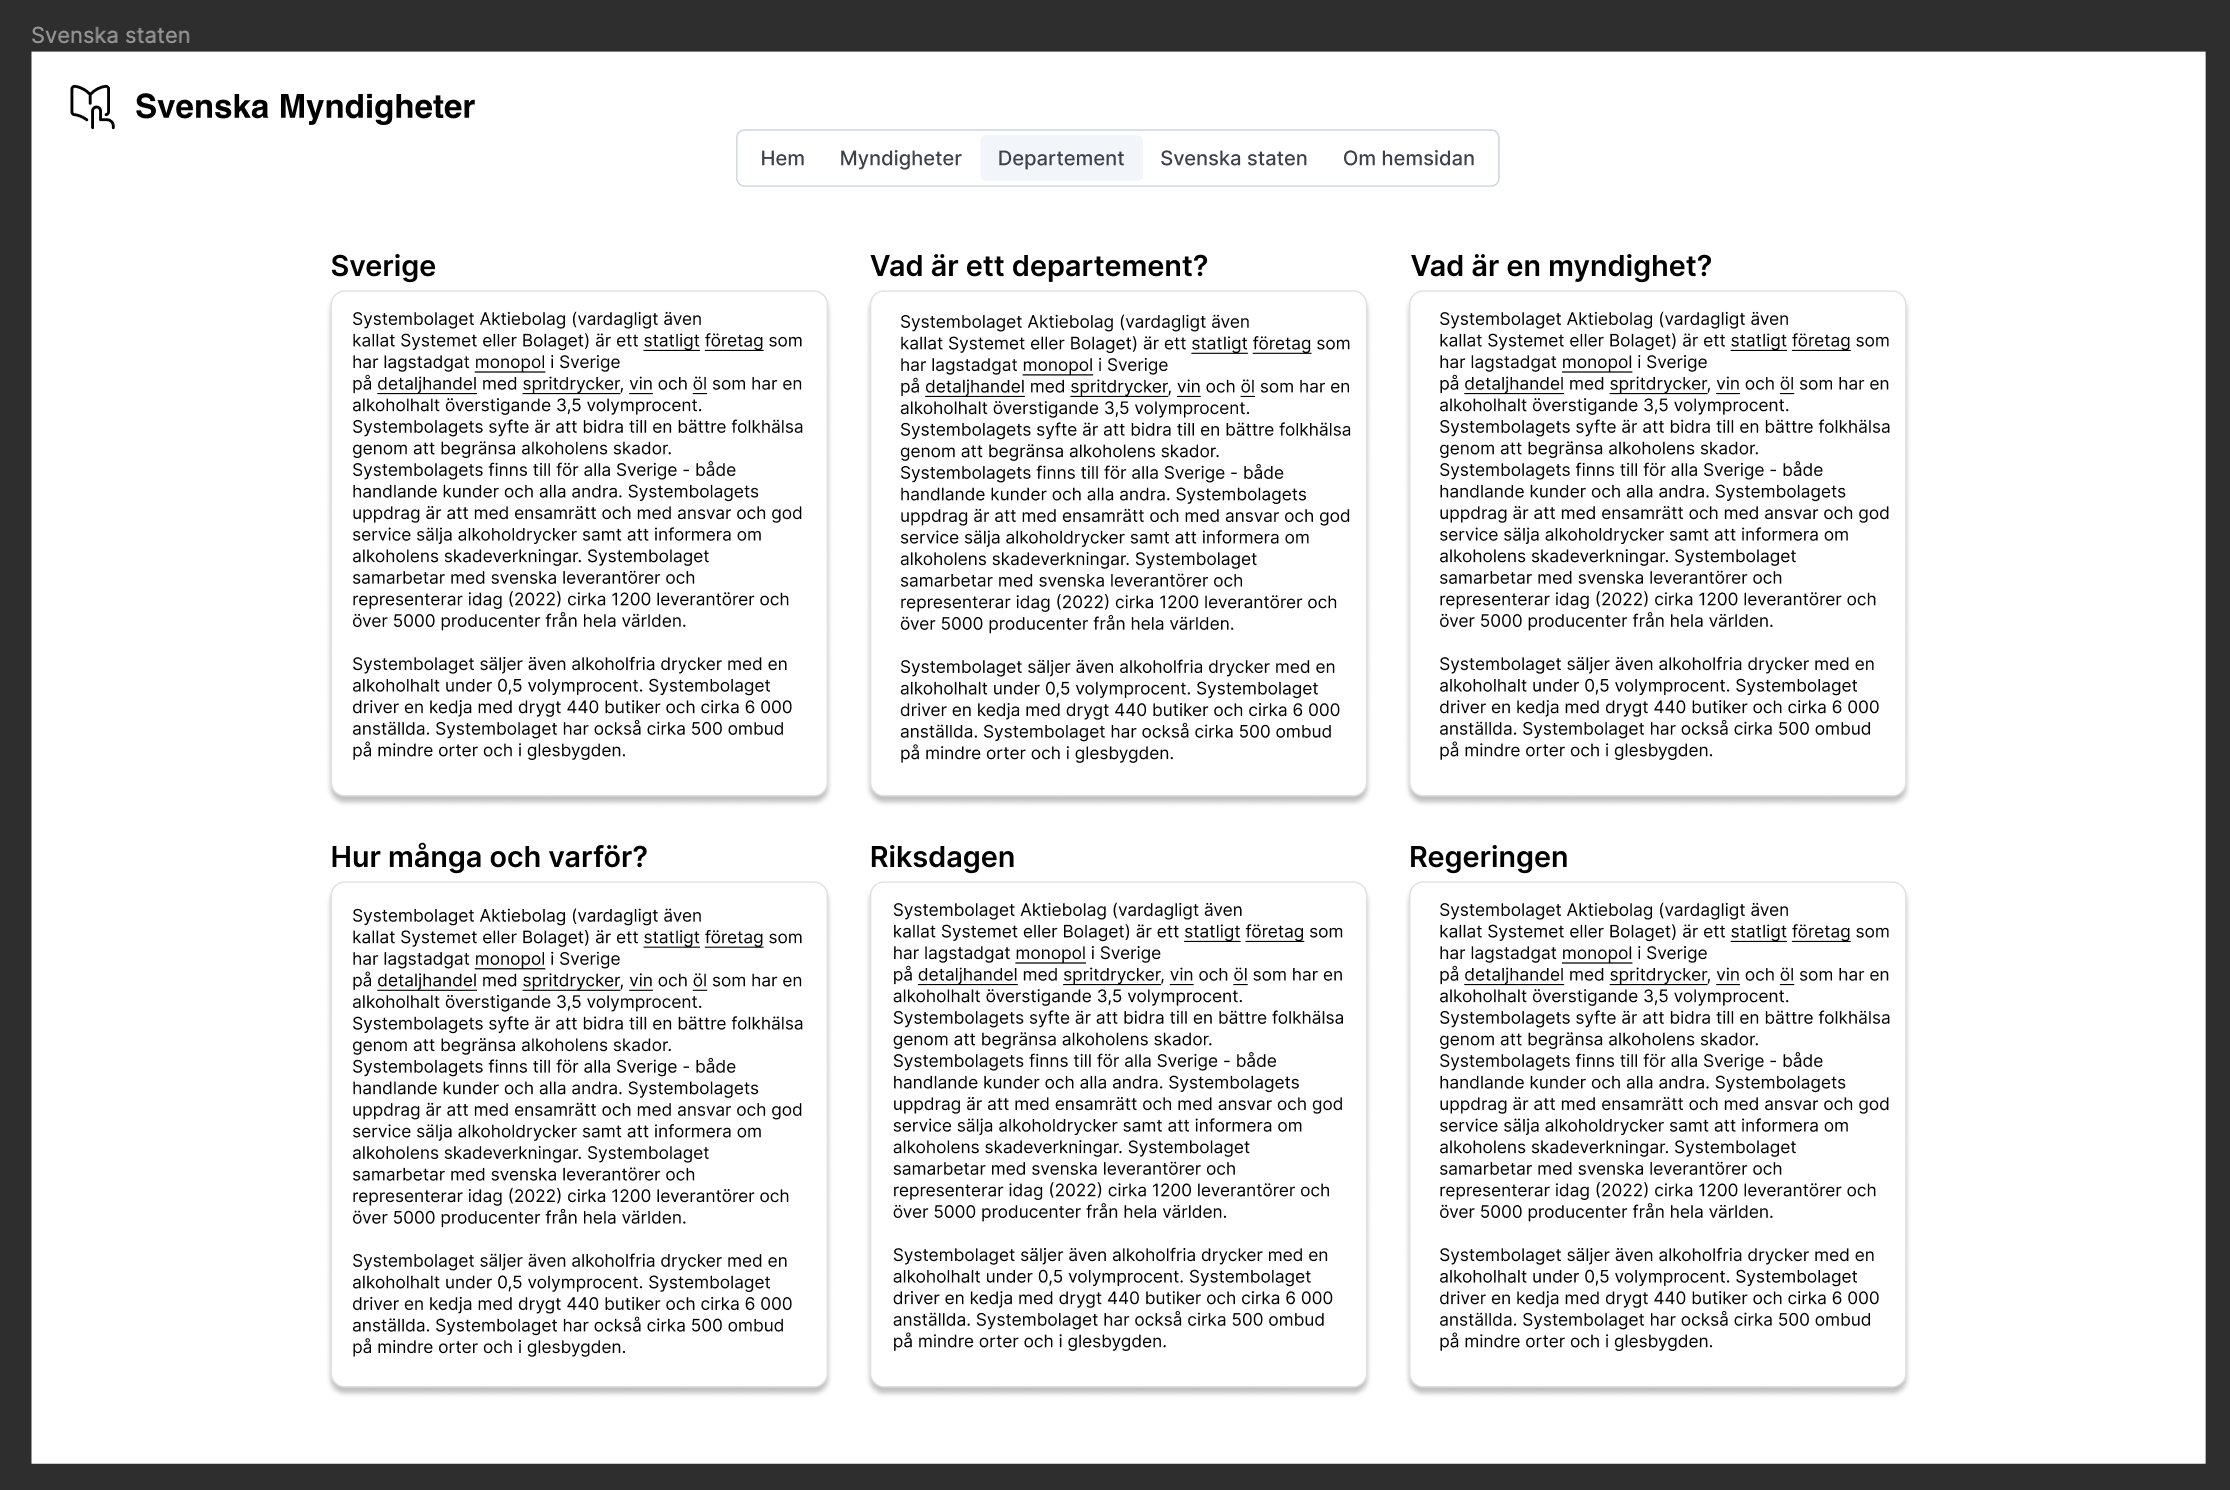 Svenska staten
Svenska Myndigheter
Hem Myndigheter Departement Svenska staten Om hemsidan
Sverige
Systembolaget Aktiebolag (vardagligt även
kallat Systemet eller Bolaget) är ett statligt företag som
har lagstadgat monopol i Sverige
på detaljhandel med spritdrycker, vin och öl som har en
alkoholhalt överstigande 3,5 volymprocent.
Systembolagets syfte är att bidra till en bättre folkhälsa
genom att begränsa alkoholens skador.
Systembolagets finns till för alla Sverige - både
handlande kunder och alla andra. Systembolagets
uppdrag är att med ensamrätt och med ansvar och god
service sälja alkoholdrycker samt att informera om
alkoholens skadeverkningar. Systembolaget
samarbetar med svenska leverantörer och
representerar idag (2022) cirka 1200 leverantörer och
över 5000 producenter från hela världen.
Systembolaget säljer även alkoholfria drycker med en
alkoholhalt under 0,5 volymprocent. Systembolaget
driver en kedja med drygt 440 butiker och cirka 6 000
anställda. Systembolaget har också cirka 500 ombud
på mindre orter och i glesbygden.
Vad är ett departement?
Systembolaget Aktiebolag (vardagligt även
kallat Systemet eller Bolaget) är ett statligt företag som
har lagstadgat monopol i Sverige
på detaljhandel med spritdrycker, vin och öl som har en
alkoholhalt överstigande 3,5 volymprocent.
Systembolagets syfte är att bidra till en bättre folkhälsa
genom att begränsa alkoholens skador.
Systembolagets finns till för alla Sverige - både
handlande kunder och alla andra. Systembolagets
uppdrag är att med ensamrätt och med ansvar och god
service sälja alkoholdrycker samt att informera om
alkoholens skadeverkningar. Systembolaget
samarbetar med svenska leverantörer och
representerar idag (2022) cirka 1200 leverantörer och
över 5000 producenter från hela världen.
Systembolaget säljer även alkoholfria drycker med en
alkoholhalt under 0,5 volymprocent. Systembolaget
driver en kedja med drygt 440 butiker och cirka 6 000
anställda. Systembolaget har också cirka 500 ombud
på mindre orter och i glesbygden.
Vad är en myndighet?
Systembolaget Aktiebolag (vardagligt även
kallat Systemet eller Bolaget) är ett statligt företag som
har lagstadgat monopol i Sverige
på detaljhandel med spritdrycker, vin och öl som har en
alkoholhalt överstigande 3,5 volymprocent.
Systembolagets syfte är att bidra till en bättre folkhälsa
genom att begränsa alkoholens skador.
Systembolagets finns till för alla Sverige - både
handlande kunder och alla andra. Systembolagets
uppdrag är att med ensamrätt och med ansvar och god
service sälja alkoholdrycker samt att informera om
alkoholens skadeverkningar. Systembolaget
samarbetar med svenska leverantörer och
representerar idag (2022) cirka 1200 leverantörer och
över 5000 producenter från hela världen.
Systembolaget säljer även alkoholfria drycker med en
alkoholhalt under 0,5 volymprocent. Systembolaget
driver en kedja med drygt 440 butiker och cirka 6 000
anställda. Systembolaget har också cirka 500 ombud
på mindre orter och i glesbygden.
Hur många och varför?
Systembolaget Aktiebolag (vardagligt även
kallat Systemet eller Bolaget) är ett statligt företag som
har lagstadgat monopol i Sverige
på detaljhandel med spritdrycker, vin och öl som har en
alkoholhalt överstigande 3,5 volymprocent.
Systembolagets syfte är att bidra till en bättre folkhälsa
genom att begränsa alkoholens skador.
Systembolagets finns till för alla Sverige - både
handlande kunder och alla andra. Systembolagets
uppdrag är att med ensamrätt och med ansvar och god
service sälja alkoholdrycker samt att informera om
alkoholens skadeverkningar. Systembolaget
samarbetar med svenska leverantörer och
representerar idag (2022) cirka 1200 leverantörer och
över 5000 producenter från hela världen.
Systembolaget säljer även alkoholfria drycker med en
alkoholhalt under 0,5 volymprocent. Systembolaget
driver en kedja med drygt 440 butiker och cirka 6 000
anställda. Systembolaget har också cirka 500 ombud
på mindre orter och i glesbygden.
Riksdagen
Systembolaget Aktiebolag (vardagligt även
kallat Systemet eller Bolaget) är ett statligt företag som
har lagstadgat monopol i Sverige
på detaljhandel med spritdrycker, vin och öl som har en
alkoholhalt överstigande 3,5 volymprocent.
Systembolagets syfte är att bidra till en bättre folkhälsa
genom att begränsa alkoholens skador.
Systembolagets finns till för alla Sverige - både
handlande kunder och alla andra. Systembolagets
uppdrag är att med ensamrätt och med ansvar och god
service sälja alkoholdrycker samt att informera om
alkoholens skadeverkningar. Systembolaget
samarbetar med svenska leverantörer och
representerar idag (2022) cirka 1200 leverantörer och
över 5000 producenter från hela världen.
Systembolaget säljer även alkoholfria drycker med en
alkoholhalt under 0,5 volymprocent. Systembolaget
driver en kedja med drygt 440 butiker och cirka 6 000
anställda. Systembolaget har också cirka 500 ombud
på mindre orter och i glesbygden.
Regeringen
Systembolaget Aktiebolag (vardagligt även
kallat Systemet eller Bolaget) är ett statligt företag som
har lagstadgat monopol i Sverige
på detaljhandel med spritdrycker, vin och öl som har en
alkoholhalt överstigande 3,5 volymprocent.
Systembolagets syfte är att bidra till en bättre folkhälsa
genom att begränsa alkoholens skador.
Systembolagets finns till för alla Sverige - både
handlande kunder och alla andra. Systembolagets
uppdrag är att med ensamrätt och med ansvar och god
service sälja alkoholdrycker samt att informera om
alkoholens skadeverkningar. Systembolaget
samarbetar med svenska leverantörer och
representerar idag (2022) cirka 1200 leverantörer och
över 5000 producenter från hela världen.
Systembolaget säljer även alkoholfria drycker med en
alkoholhalt under 0,5 volymprocent. Systembolaget
driver en kedja med drygt 440 butiker och cirka 6 000
anställda. Systembolaget har också cirka 500 ombud
på mindre orter och i glesbygden.